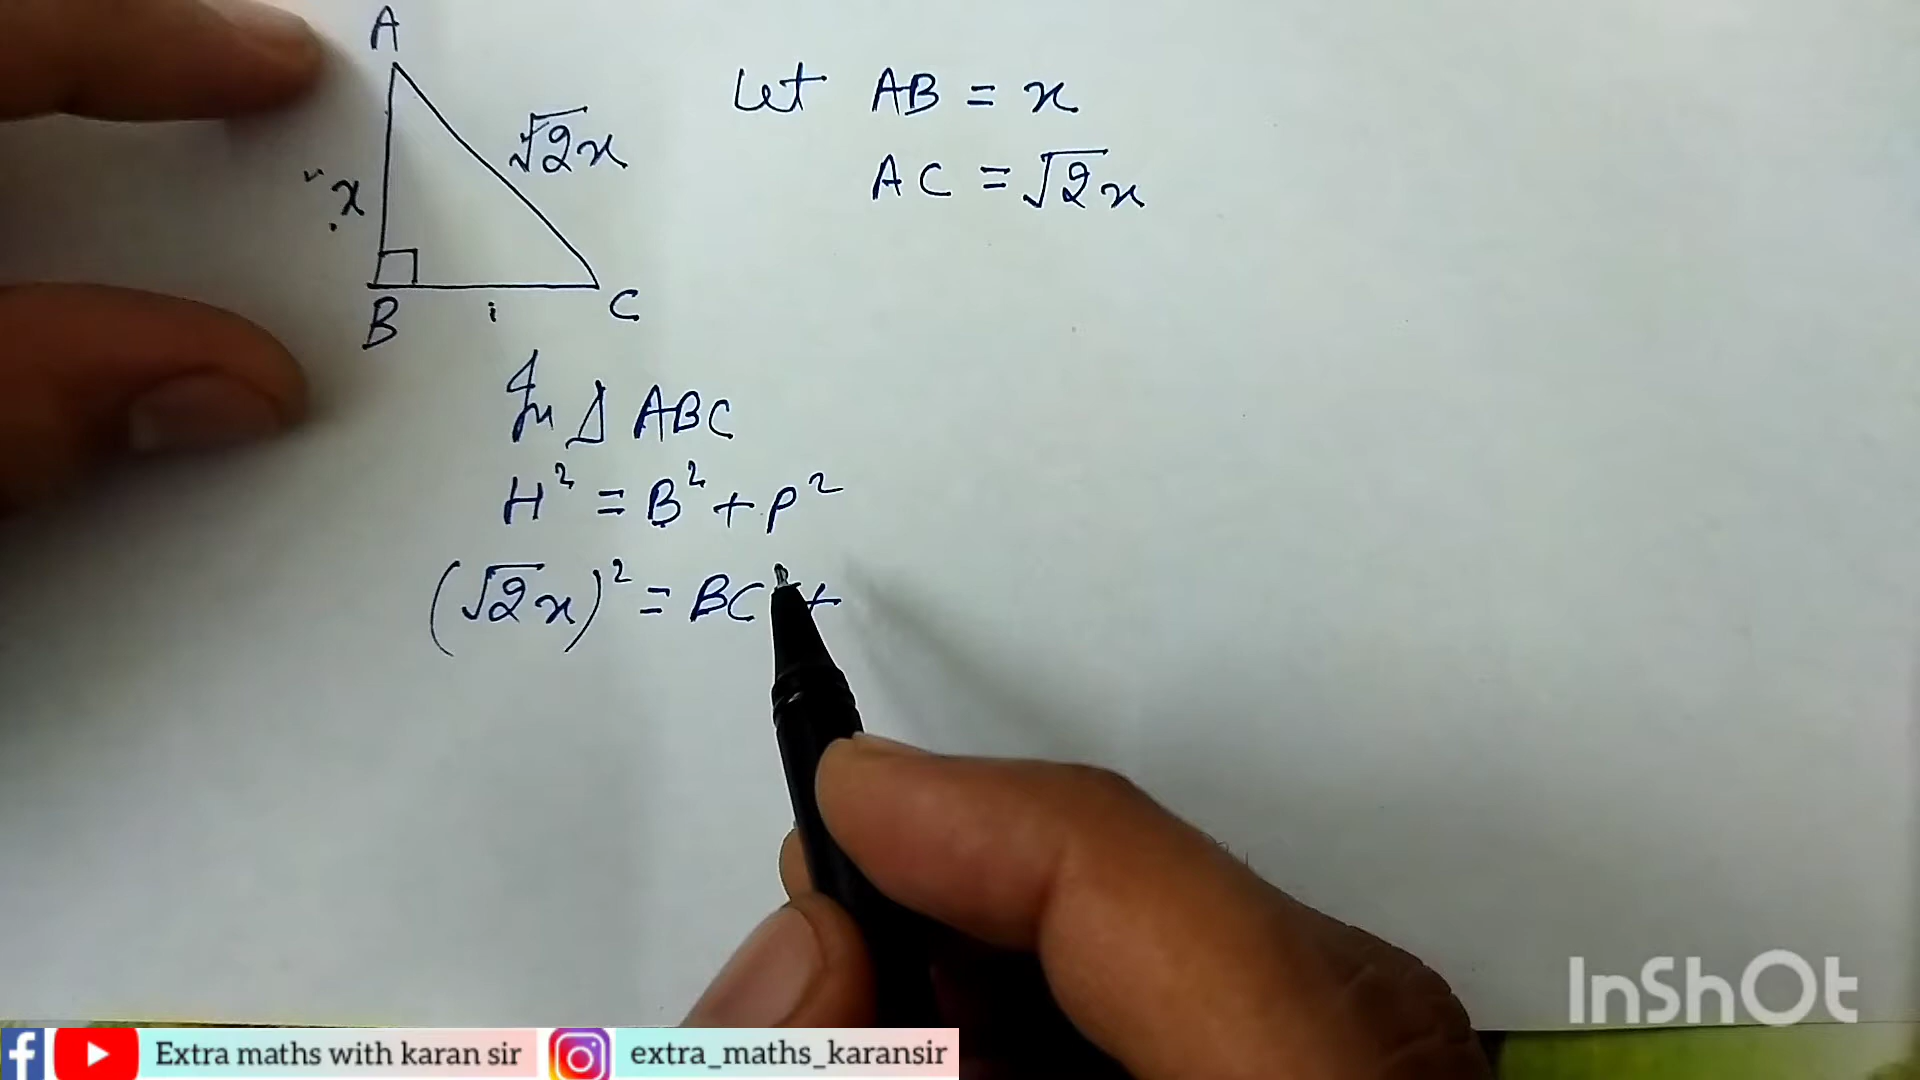 A
√2x
x
B
C
Let AB = x
AC = √2x
In Δ ABC
H² = B² + P²
(√2x)² = BC² +
InShOt
Extra maths with karan sir
extra_maths_karansir